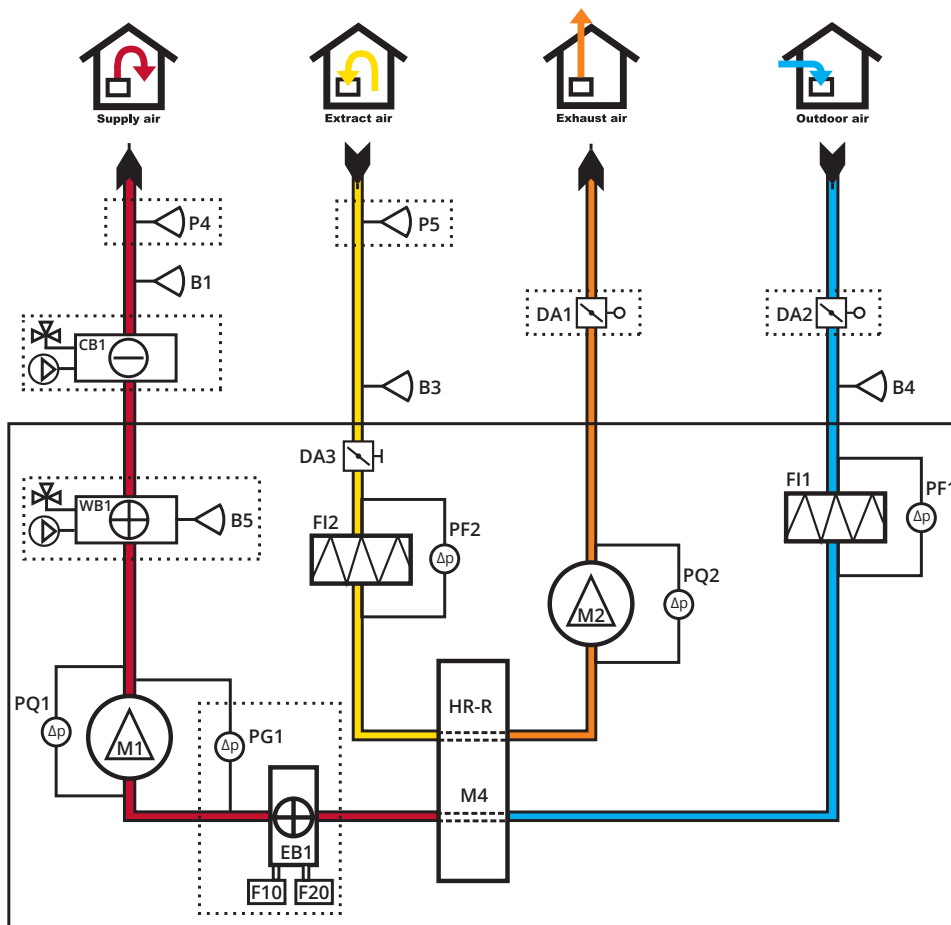 Supply air
Extract air
Exhaust air
Outdoor air
P4
P5
B1
DA1
DA2
CB1
B3
B4
DA3
WB1
B5
FI2
PF2
Δp
FI1
PF1
Δp
PQ2
Δp
M2
PQ1
Δp
M1
PG1
Δp
HR-R
M4
EB1
F10
F20